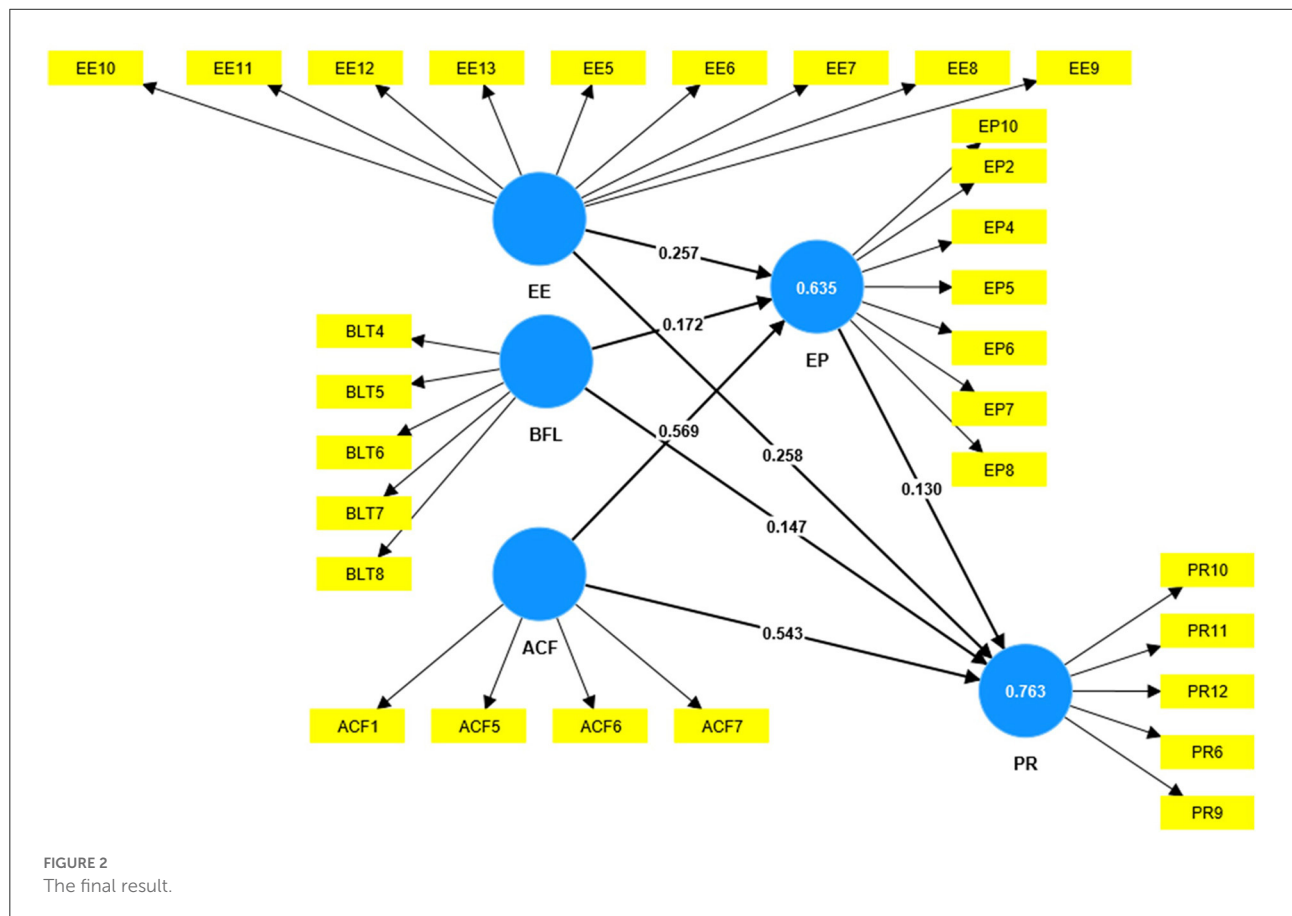 EE10
EE11
EE12
EE13
EE5
EE6
EE7
EE8
EE9
EP10
EP2
EP4
EP5
EP6
EP7
EP8
EE
0.257
0.635
EP
BLT4
BLT5
BLT6
BLT7
BLT8
BFL
0.172
0.569
0.258
0.147
0.130
ACF
0.543
ACF1
ACF5
ACF6
ACF7
0.763
PR
PR10
PR11
PR12
PR6
PR9
FIGURE 2
The final result.